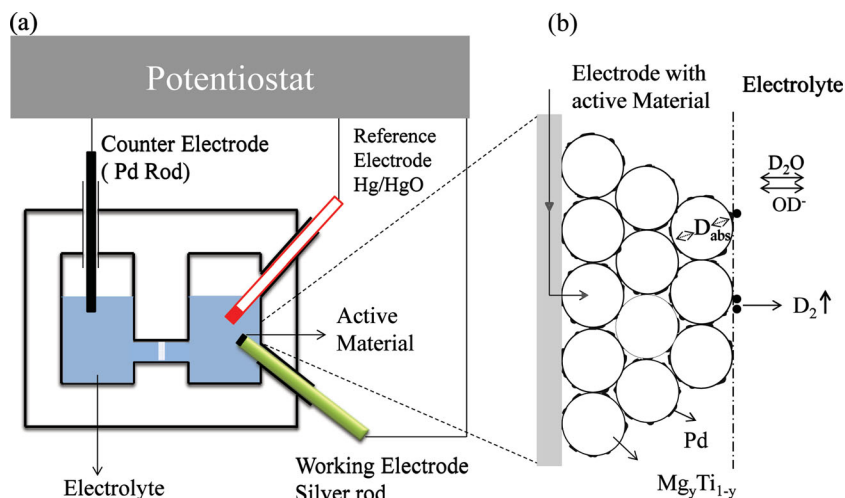 (a)
Potentiostat
Counter Electrode
( Pd Rod)
Reference
Electrode
Hg/HgO
Active
Material
Working Electrode
Silver rod
Electrolyte
(b)
Electrode with
active Material
Electrolyte
D₂O
OD⁻
Dabs
D₂
Pd
MgyTi1-y